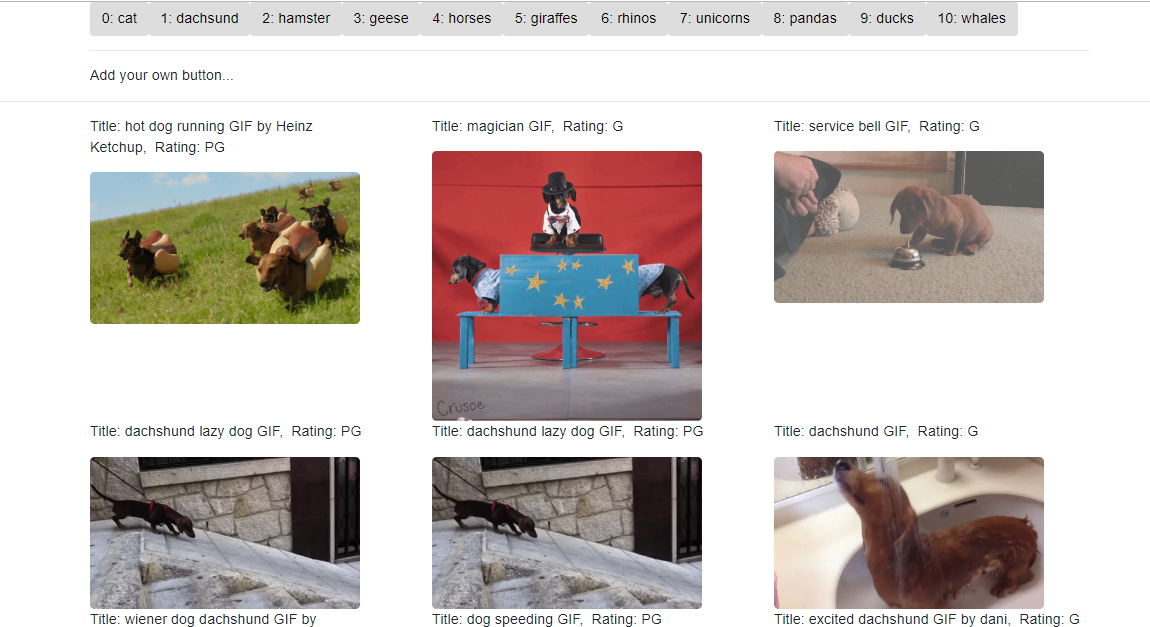 0: cat 1: dachsund 2: hamster 3: geese 4: horses 5: giraffes 6: rhinos 7: unicorns 8: pandas 9: ducks 10: whales
Add your own button...
Title: hot dog running GIF by Heinz
Ketchup, Rating: PG
Title: magician GIF, Rating: G
Title: service bell GIF, Rating: G
Crusoe
Title: dachshund lazy dog GIF, Rating: PG
Title: dachshund lazy dog GIF, Rating: PG
Title: dachshund GIF, Rating: G
Title: wiener dog dachshund GIF by
Title: dog speeding GIF, Rating: PG
Title: excited dachshund GIF by dani, Rating: G